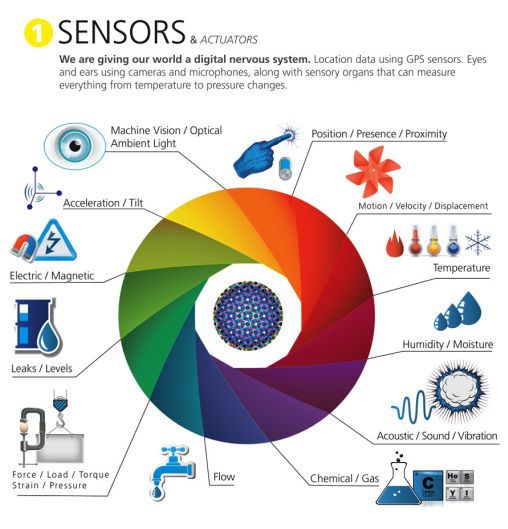 1 SENSORS & ACTUATORS
We are giving our world a digital nervous system. Location data using GPS sensors. Eyes
and ears using cameras and microphones, along with sensory organs that can measure
everything from temperature to pressure changes.
Machine Vision / Optical
Ambient Light
Position / Presence / Proximity
Acceleration / Tilt
Motion / Velocity / Displacement
Electric / Magnetic
Temperature
Leaks / Levels
Humidity / Moisture
Acoustic / Sound / Vibration
Force / Load / Torque
Strain / Pressure
Flow
Chemical / Gas
C
Carbon
He S
Y I